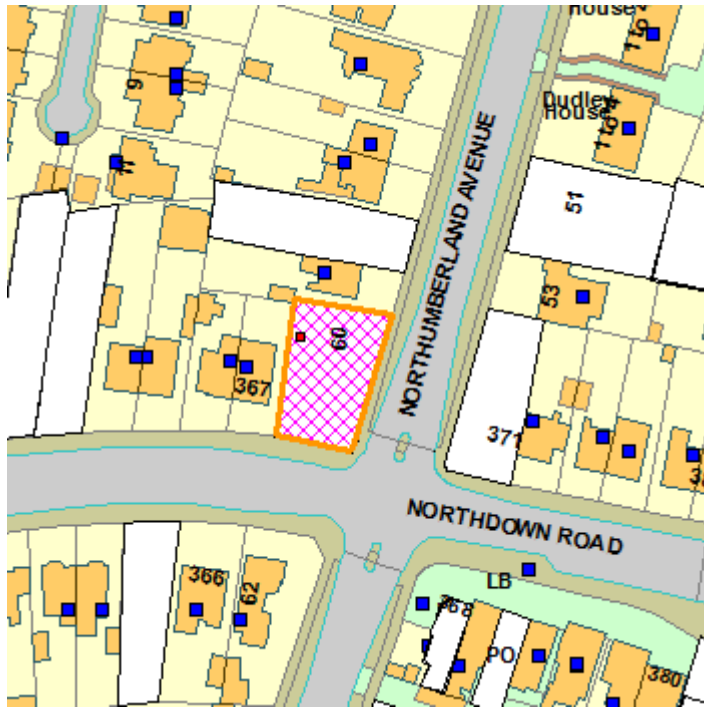 House
Dudley
House
9
11
51
NORTHUMBERLAND AVENUE
53
60
367
371
NORTHDOWN ROAD
LB
366
62
PO
380